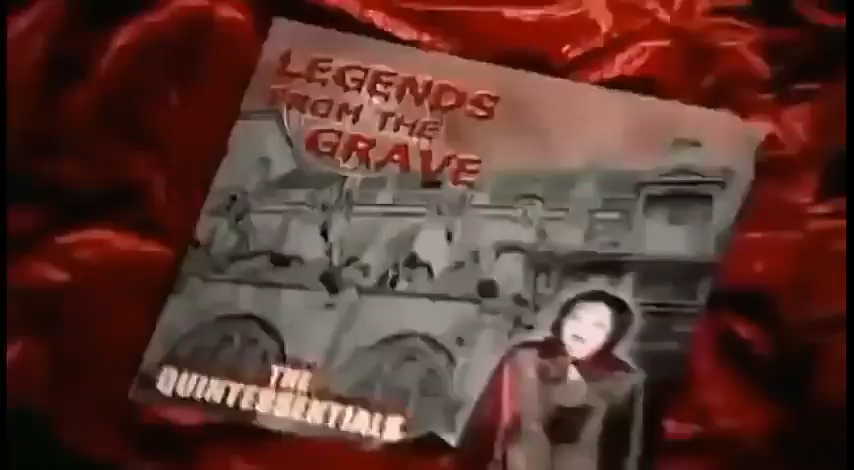 LEGENDS
FROM THE
GRAVE
THE
QUINTESSENTIALS